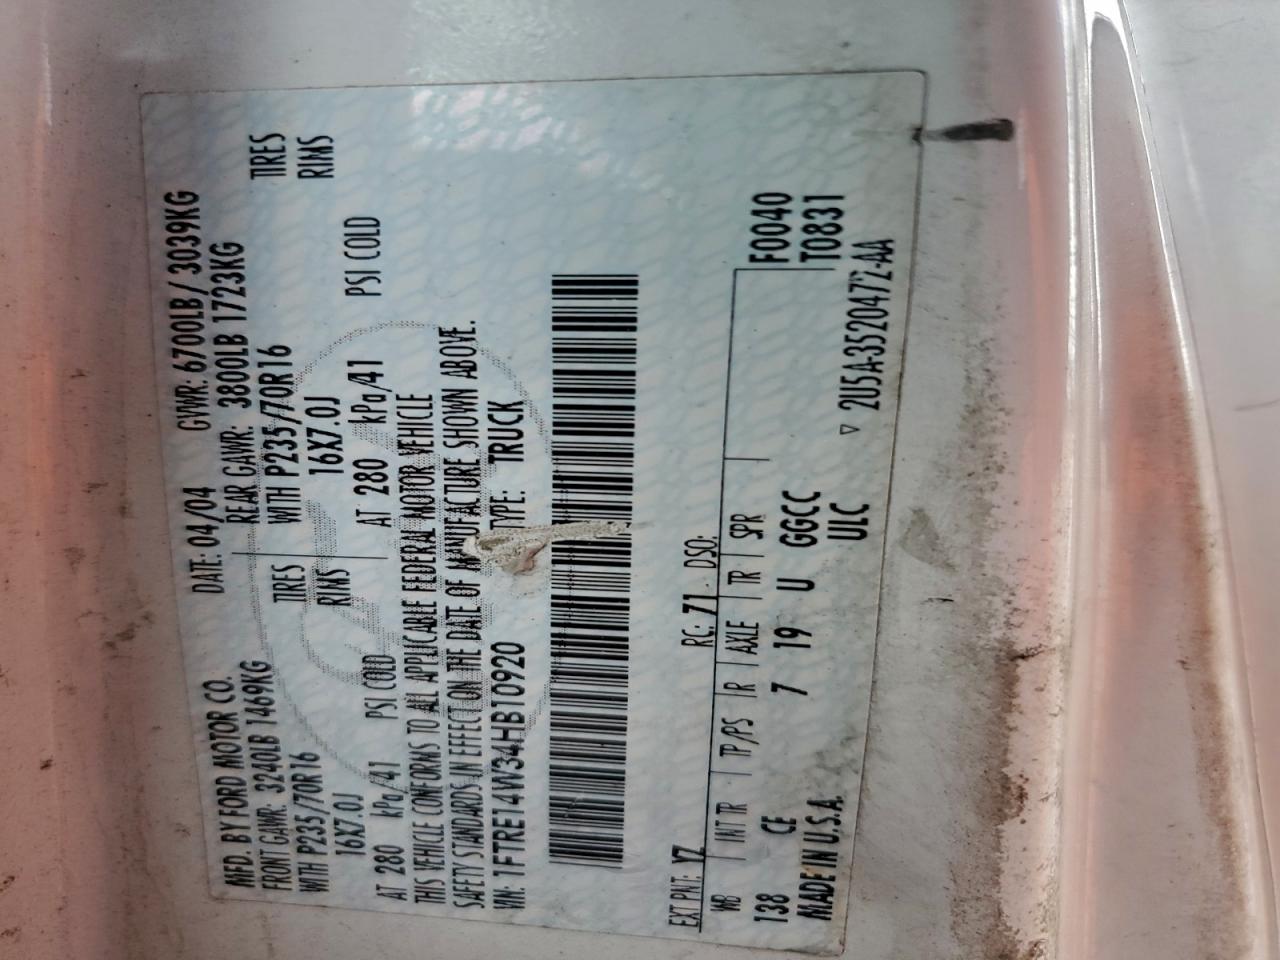 MFD. BY FORD MOTOR CO.
DATE: 04/04 GVWR: 6700LB / 3039KG
FRONT GAWR: 3240LB 1469KG REAR GAWR: 3800LB 1723KG
WITH P235/70R16 TIRES WITH P235/70R16 TIRES
16X7.0J RIMS 16X7.0J RIMS
AT 280 kPa/41 PSI COLD AT 280 kPa/41 PSI COLD
THIS VEHICLE CONFORMS TO ALL APPLICABLE FEDERAL MOTOR VEHICLE
SAFETY STANDARDS IN EFFECT ON THE DATE OF MANUFACTURE SHOWN ABOVE.
VIN: 1FTRE14W34HB10920 TYPE: TRUCK
EXT PNT: YZ RC: 71 DSO:
WB INT TR TP/PS R AXLE TR SPR F0040
138 CE 7 19 U GGCC T0831
MADE IN U.S.A. ULC
▽ 2U5A-3520472-AA